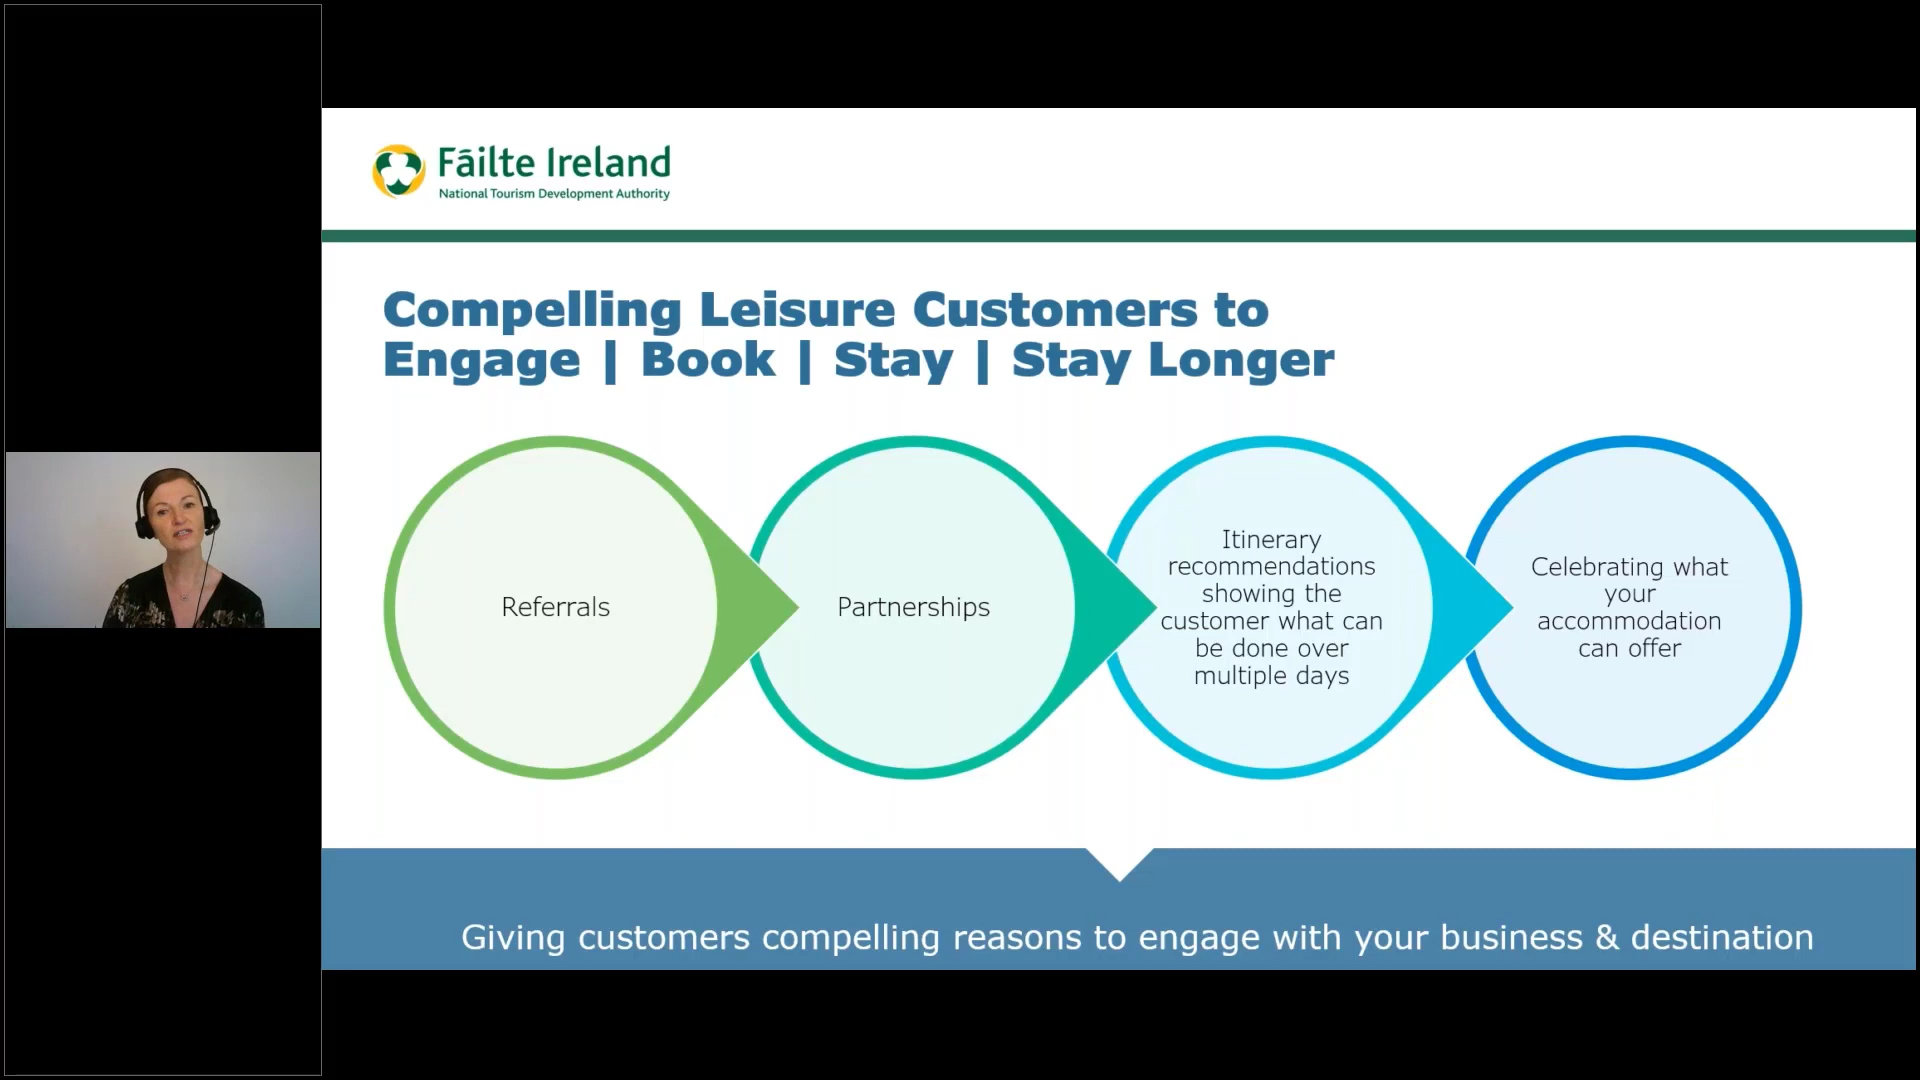 Fáilte Ireland
National Tourism Development Authority
Compelling Leisure Customers to
Engage | Book | Stay | Stay Longer
Referrals
Partnerships
Itinerary
recommendations
showing the
customer what can
be done over
multiple days
Celebrating what
your
accommodation
can offer
Giving customers compelling reasons to engage with your business & destination